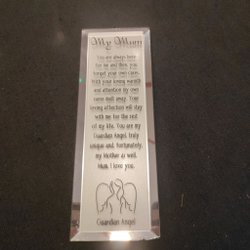 My Mum
You are always here
for me and then, you
forget your own cares.
With your loving warmth
and attention my own
cares melt away. Your
loving attention will stay
with me for the rest
of my life. You are my
Guardian Angel, truly
unique and, fortunately,
my Mother as well.
Mum, I love you.
Guardian Angel